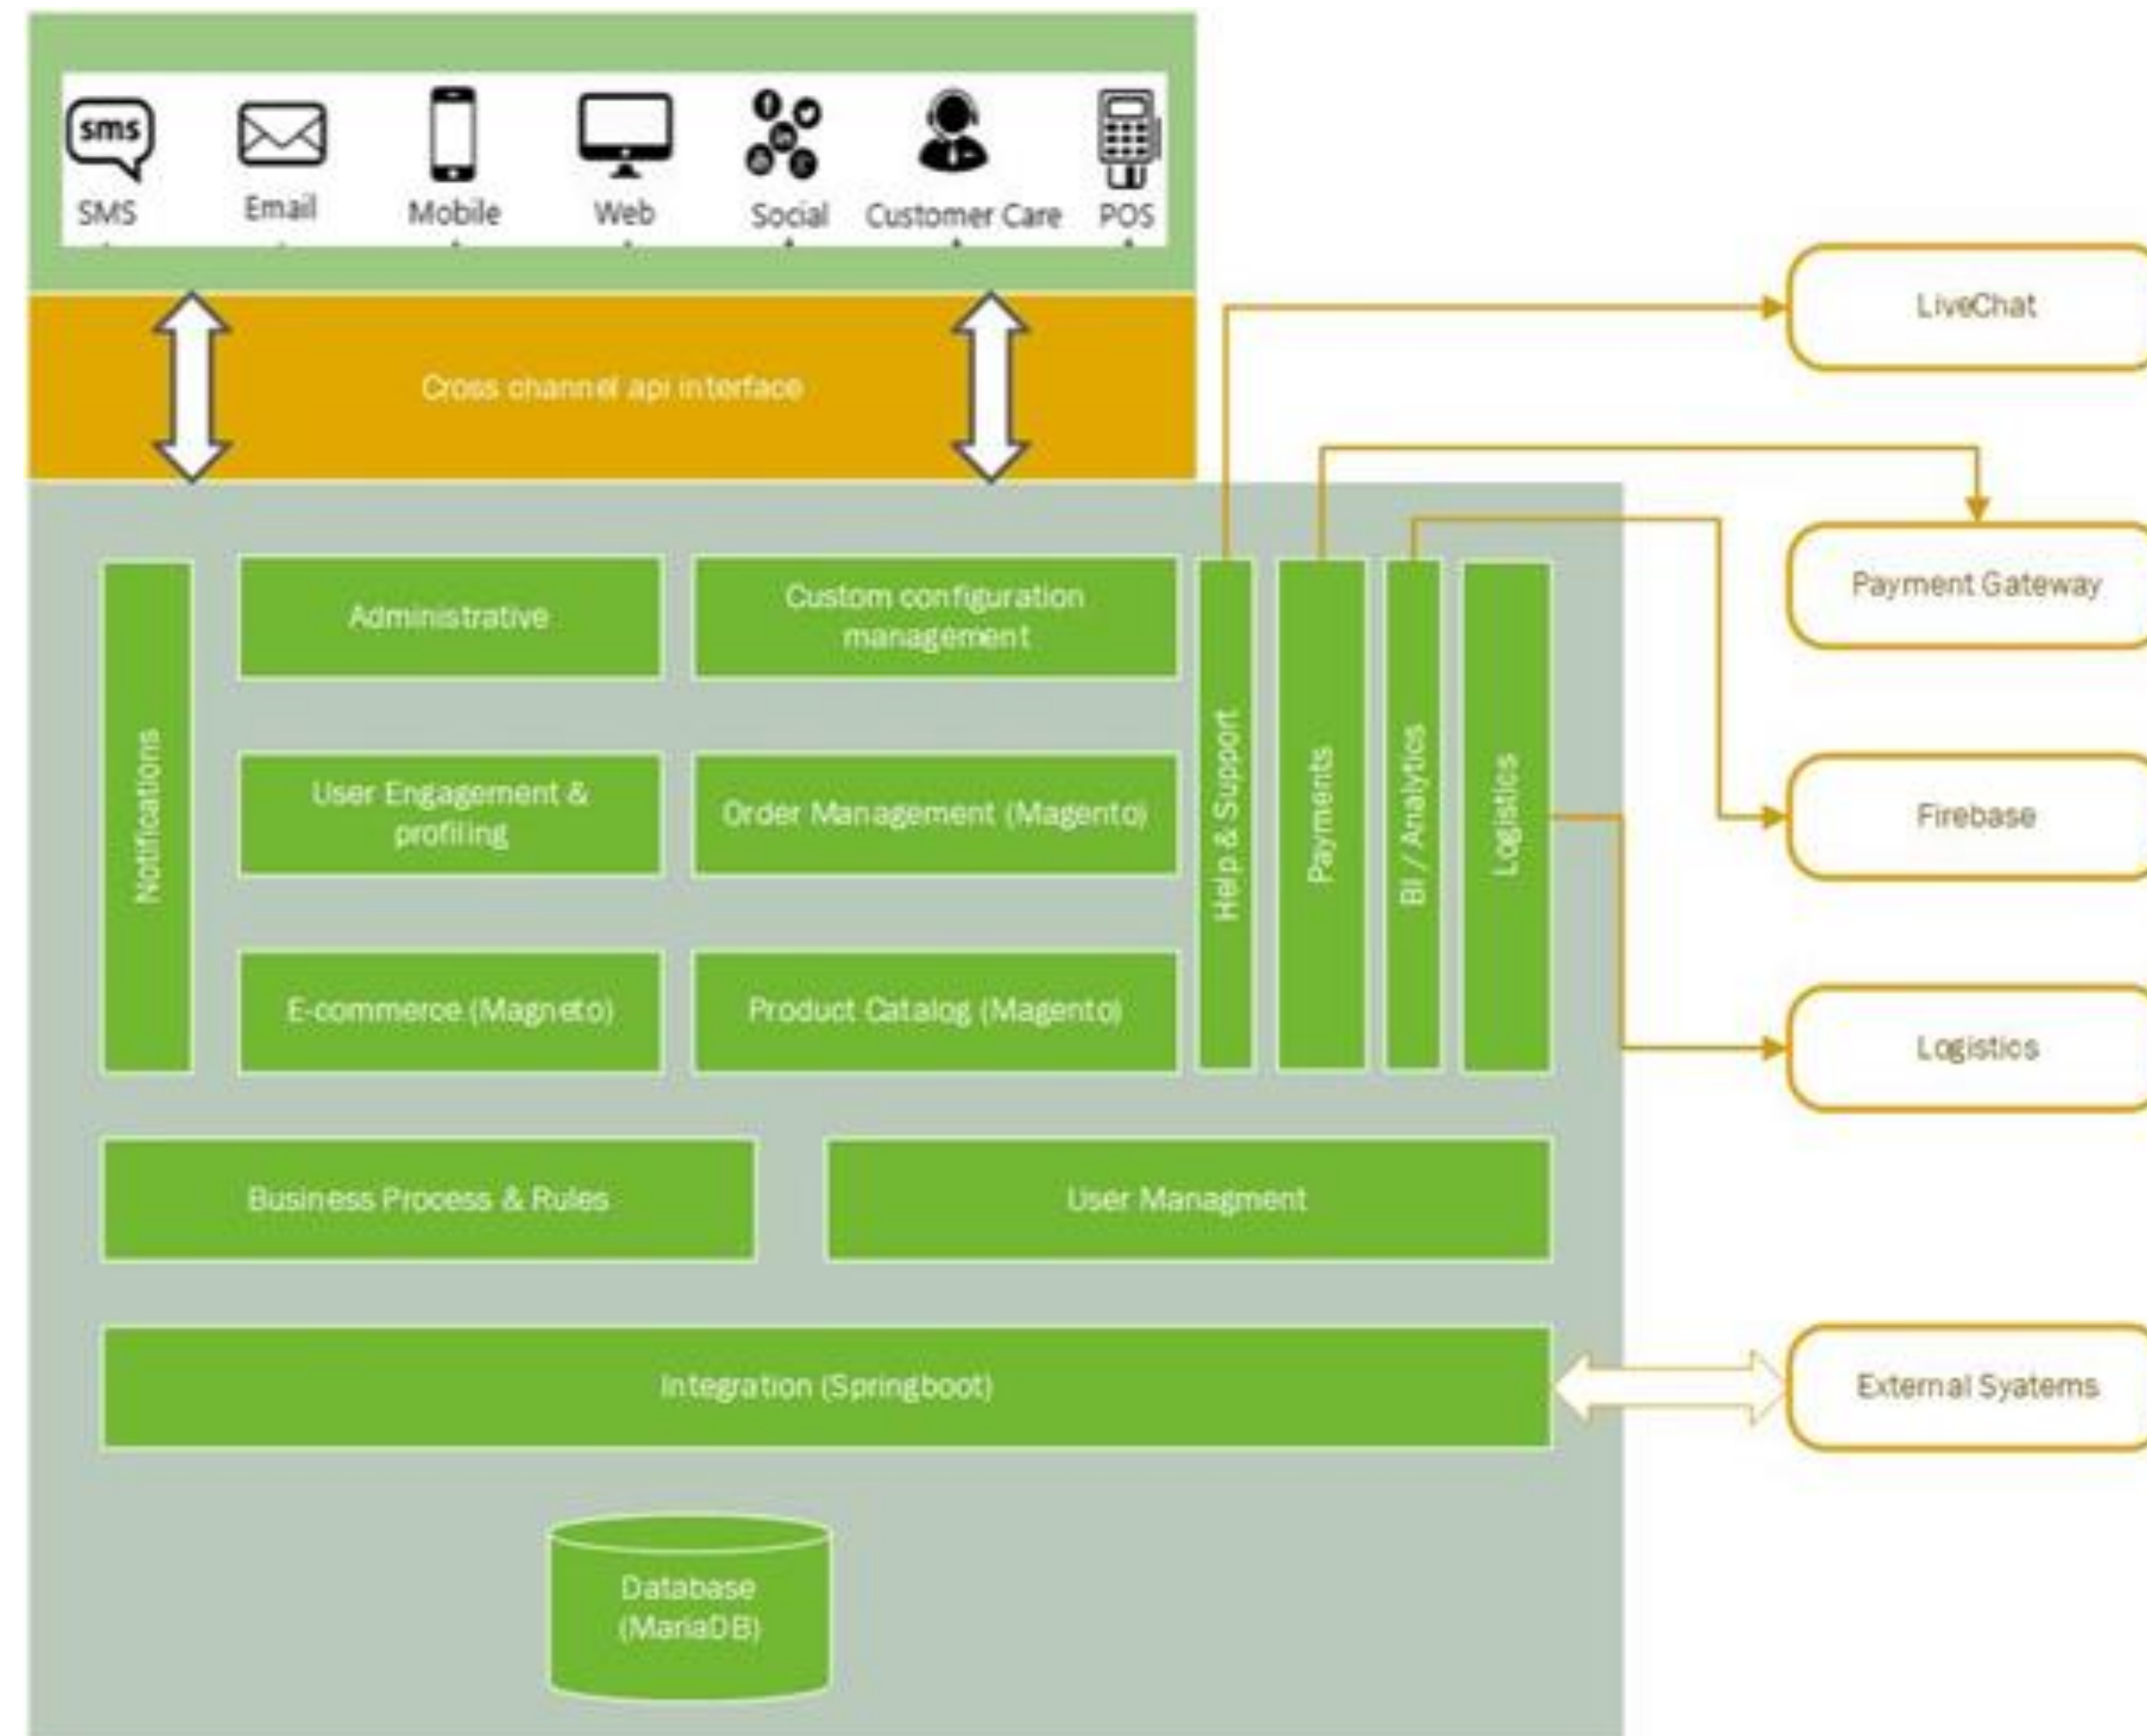 sms
SMS
Email
Mobile
Web
Social
Customer Care
POS
Cross channel api interface
LiveChat
Payment Gateway
Firebase
Logistics
External Syatems
Notifications
Administrative
Custom configuration
management
User Engagement &
profiling
Order Management (Magento)
E-commerce (Magneto)
Product Catalog (Magento)
Help & Support
Payments
BI / Analytics
Logistics
Business Process & Rules
User Managment
Integration (Springboot)
Database
(MariaDB)